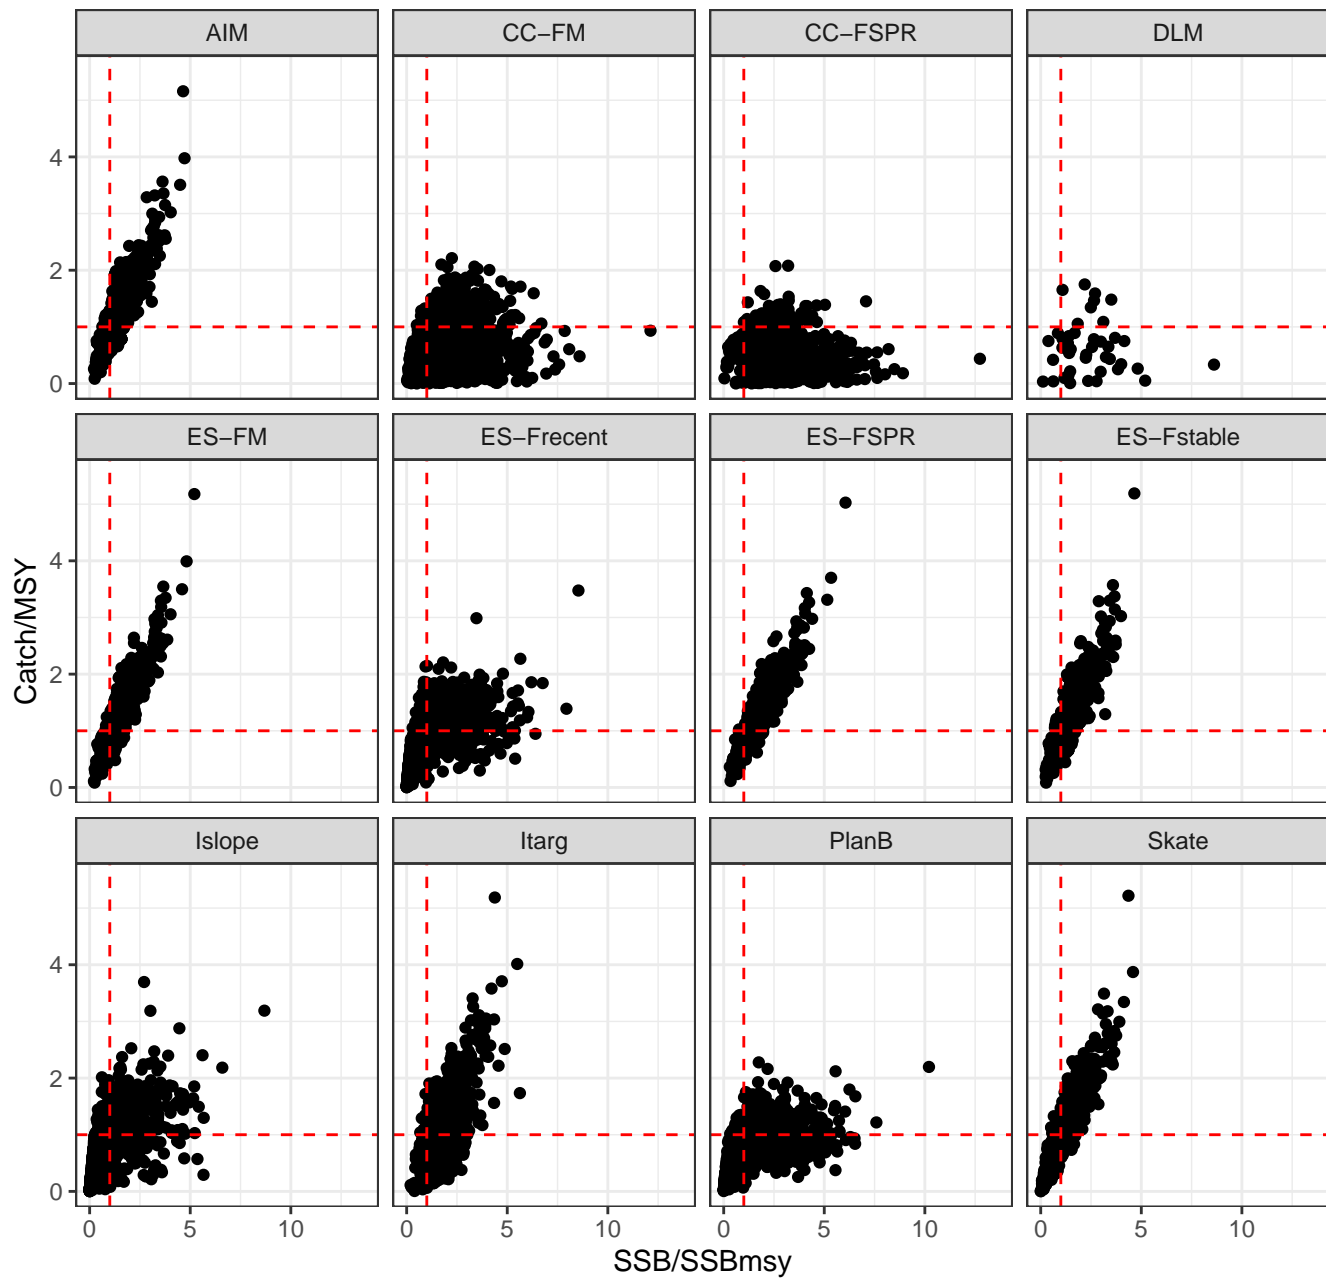 AIM CC−FM CC−FSPR DLM
4
2
0
ES−FM ES−Frecent ES−FSPR ES−Fstable
4
2
0
Catch/MSY
Islope Itarg PlanB Skate
4
2
0
0 5 10 0 5 10 0 5 10 0 5 10
SSB/SSBmsy